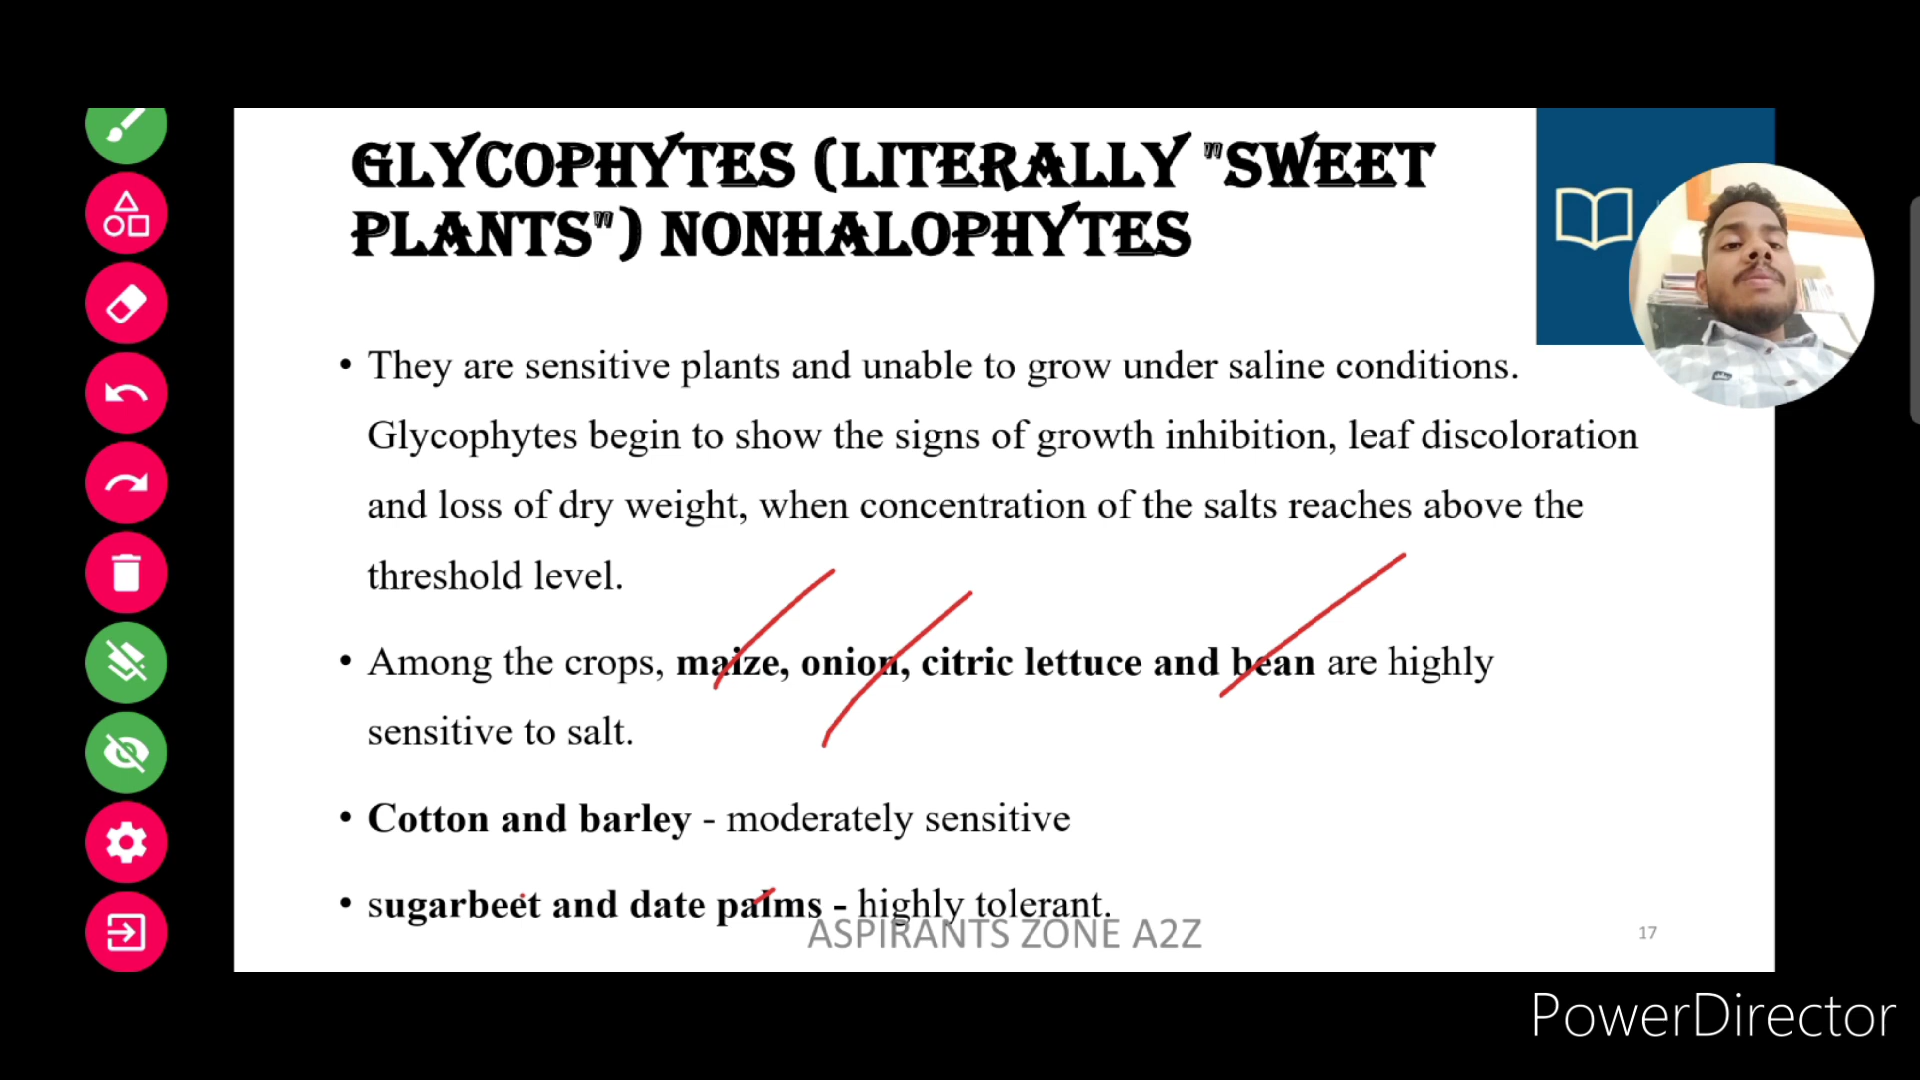 GLYCOPHYTES (LITERALLY "SWEET
PLANTS") NONHALOPHYTES
• They are sensitive plants and unable to grow under saline conditions.
Glycophytes begin to show the signs of growth inhibition, leaf discoloration
and loss of dry weight, when concentration of the salts reaches above the
threshold level.
• Among the crops, maize, onion, citric lettuce and bean are highly
sensitive to salt.
• Cotton and barley - moderately sensitive
• sugarbeet and date palms - highly tolerant.
ASPIRANTS ZONE A2Z
17
PowerDirector